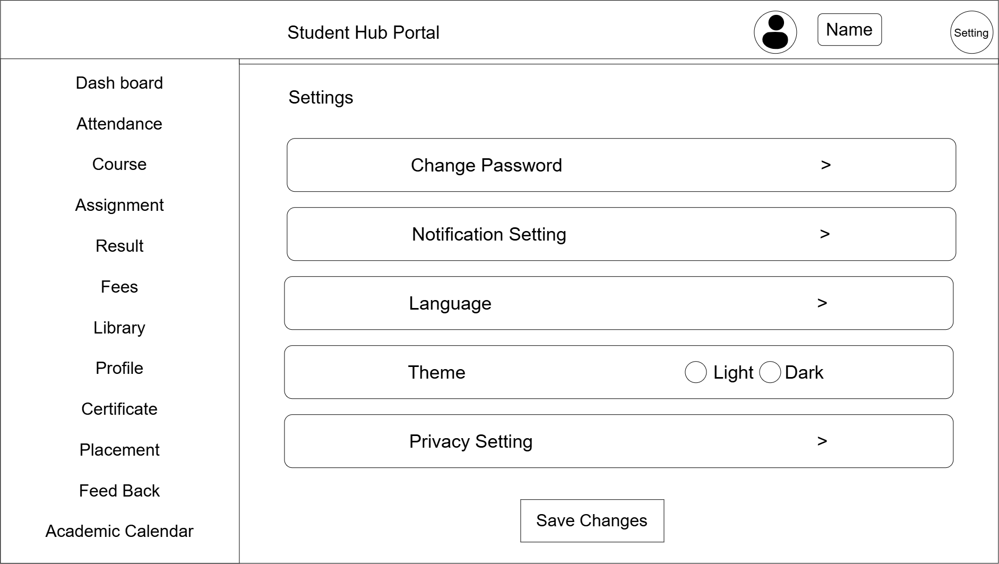 Student Hub Portal
Name
Setting
Dash board
Attendance
Course
Assignment
Result
Fees
Library
Profile
Certificate
Placement
Feed Back
Academic Calendar
Settings
Change Password >
Notification Setting >
Language >
Theme Light Dark
Privacy Setting >
Save Changes